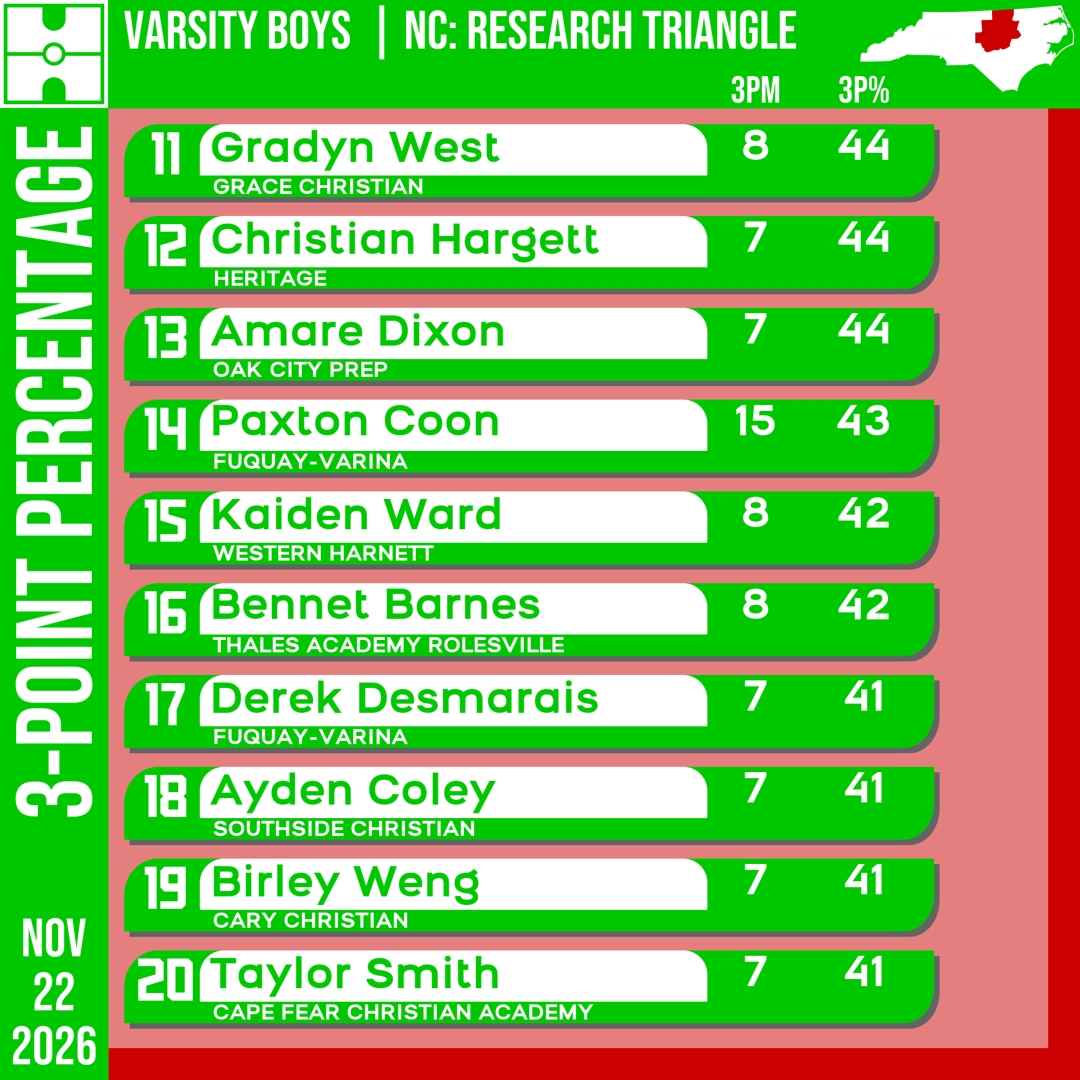 VARSITY BOYS | NC: RESEARCH TRIANGLE
3PM 3P%
3-POINT PERCENTAGE
11 Gradyn West 8 44
GRACE CHRISTIAN
12 Christian Hargett 7 44
HERITAGE
13 Amare Dixon 7 44
OAK CITY PREP
14 Paxton Coon 15 43
FUQUAY-VARINA
15 Kaiden Ward 8 42
WESTERN HARNETT
16 Bennet Barnes 8 42
THALES ACADEMY ROLESVILLE
17 Derek Desmarais 7 41
FUQUAY-VARINA
18 Ayden Coley 7 41
SOUTHSIDE CHRISTIAN
19 Birley Weng 7 41
CARY CHRISTIAN
20 Taylor Smith 7 41
CAPE FEAR CHRISTIAN ACADEMY
NOV
22
2026